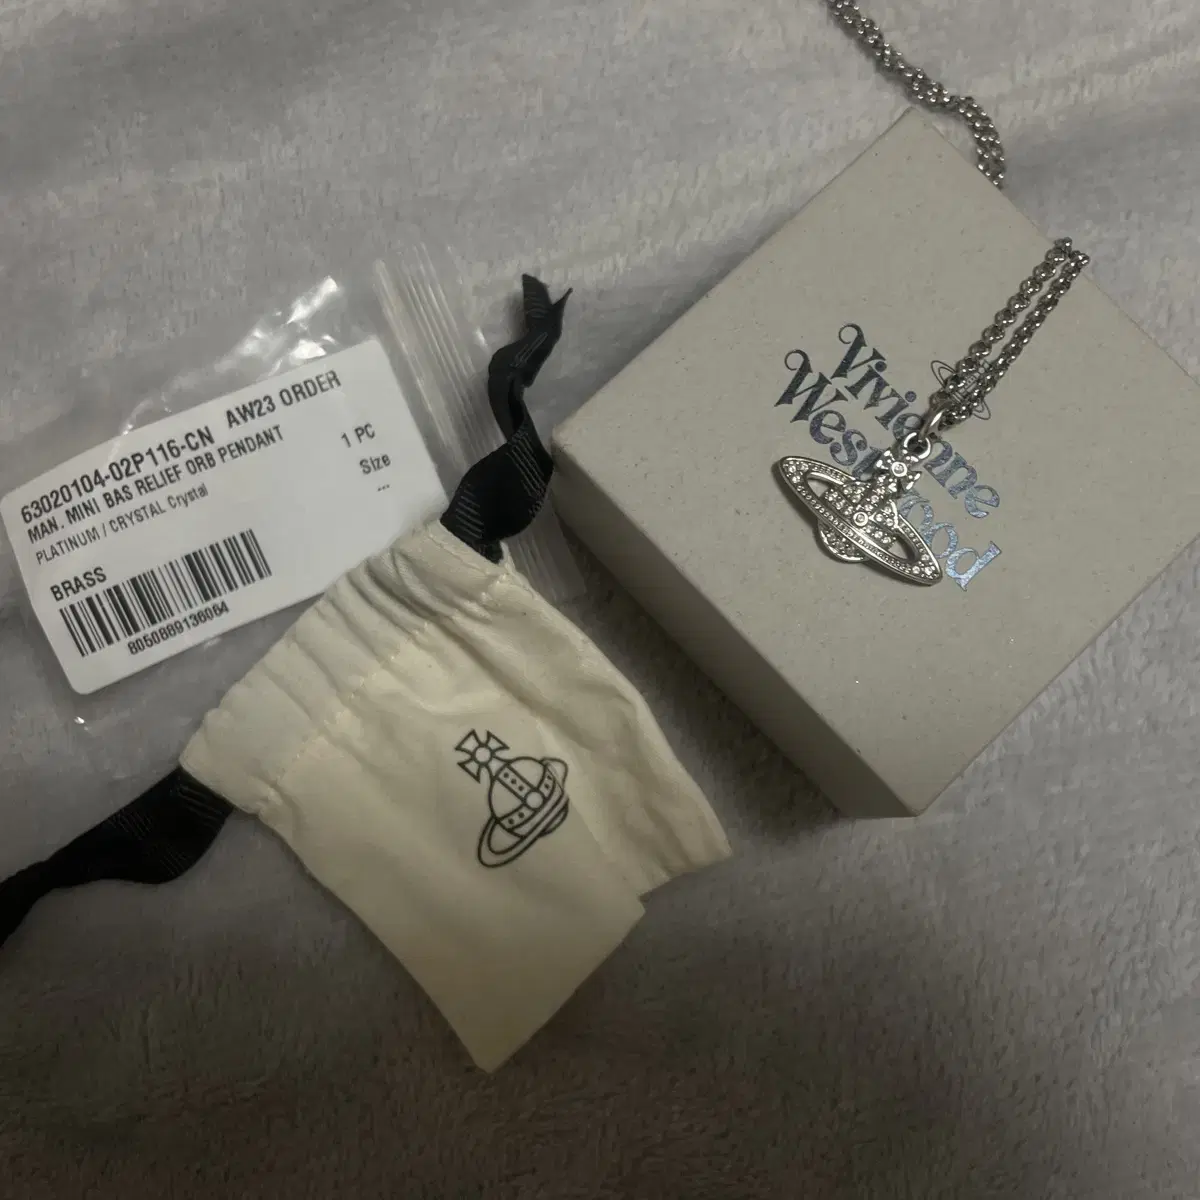 63020104-02P116-CN AW23 ORDER
MAN. MINI BAS RELIEF ORB PENDANT 1 PC
PLATINUM / CRYSTAL Crystal Size
---
BRASS
8050889136064
Vivienne
Westwood